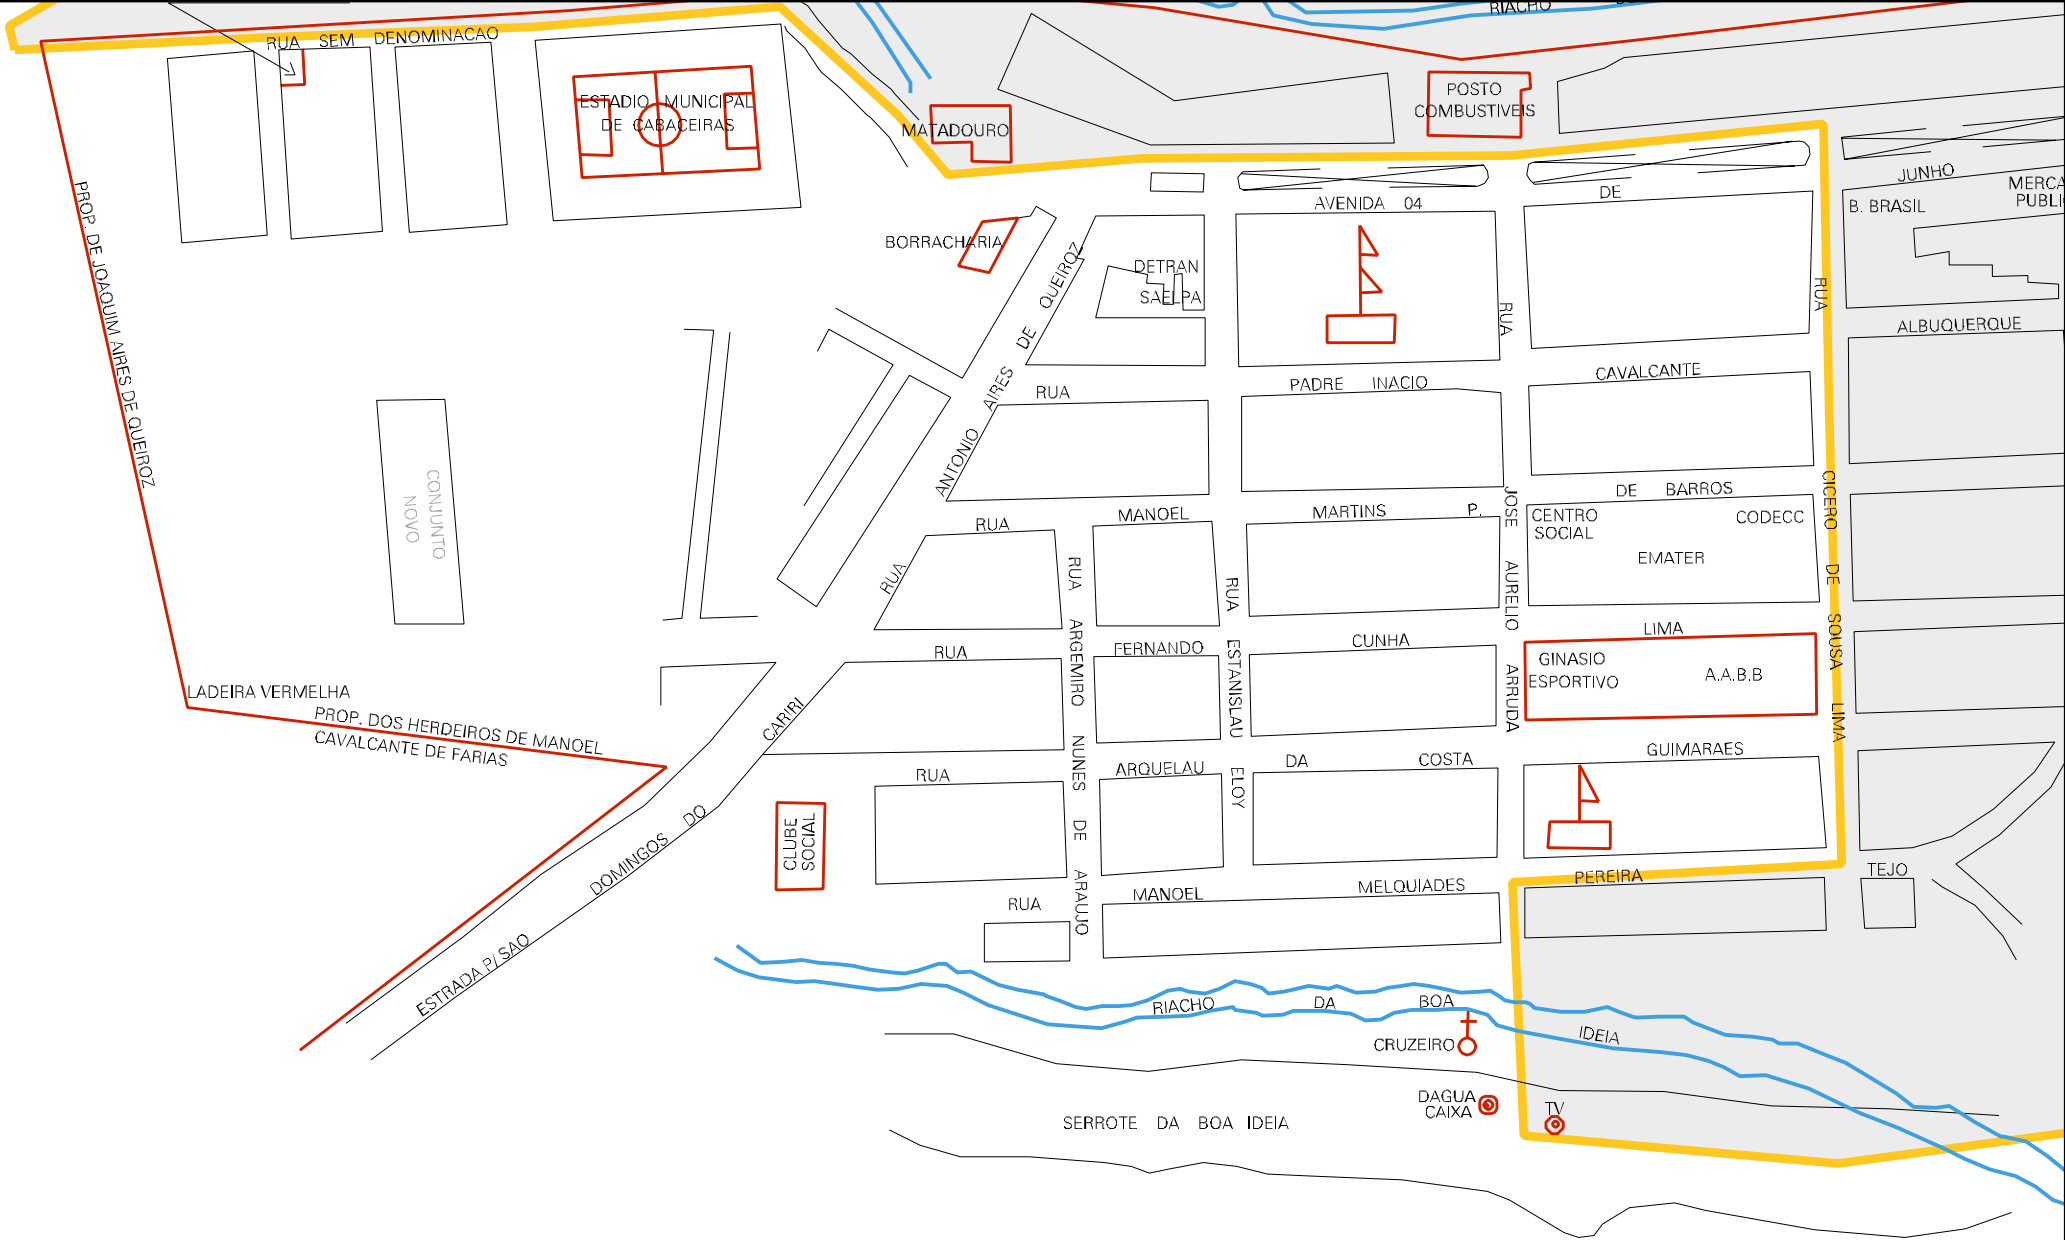 RIACHO
RUA SEM DENOMINACAO
ESTADIO MUNICIPAL
DE CABACEIRAS
MATADOURO
POSTO
COMBUSTIVEIS
JUNHO
B. BRASIL
AVENIDA 04
DE
BORRACHARIA
DETRAN
SAELPA
PROP. DE JOAQUIM AIRES DE QUEIROZ
RUA
ANTONIO AIRES DE QUEIROZ
RUA
RUA
ALBUQUERQUE
RUA
PADRE INACIO
CAVALCANTE
CONJUNTO
NOVO
RUA
MANOEL
MARTINS
P.
DE BARROS
CENTRO
SOCIAL
CODECC
EMATER
RUA ARGEMIRO NUNES DE ARAUJO
RUA ESTANISLAU ELOY
JOSE AURELIO ARRUDA
CICERO DE SOUSA LIMA
RUA
FERNANDO
CUNHA
LIMA
GINASIO
ESPORTIVO
A.A.B.B
LADEIRA VERMELHA
PROP. DOS HERDEIROS DE MANOEL
CAVALCANTE DE FARIAS
RUA
ARQUELAU
DA
COSTA
GUIMARAES
CLUBE
SOCIAL
ESTRADA P/ SAO DOMINGOS DO CARIRI
RUA
MANOEL
MELQUIADES
PEREIRA
TEJO
RIACHO DA BOA IDEIA
CRUZEIRO
DAGUA
CAIXA
TV
SERROTE DA BOA IDEIA